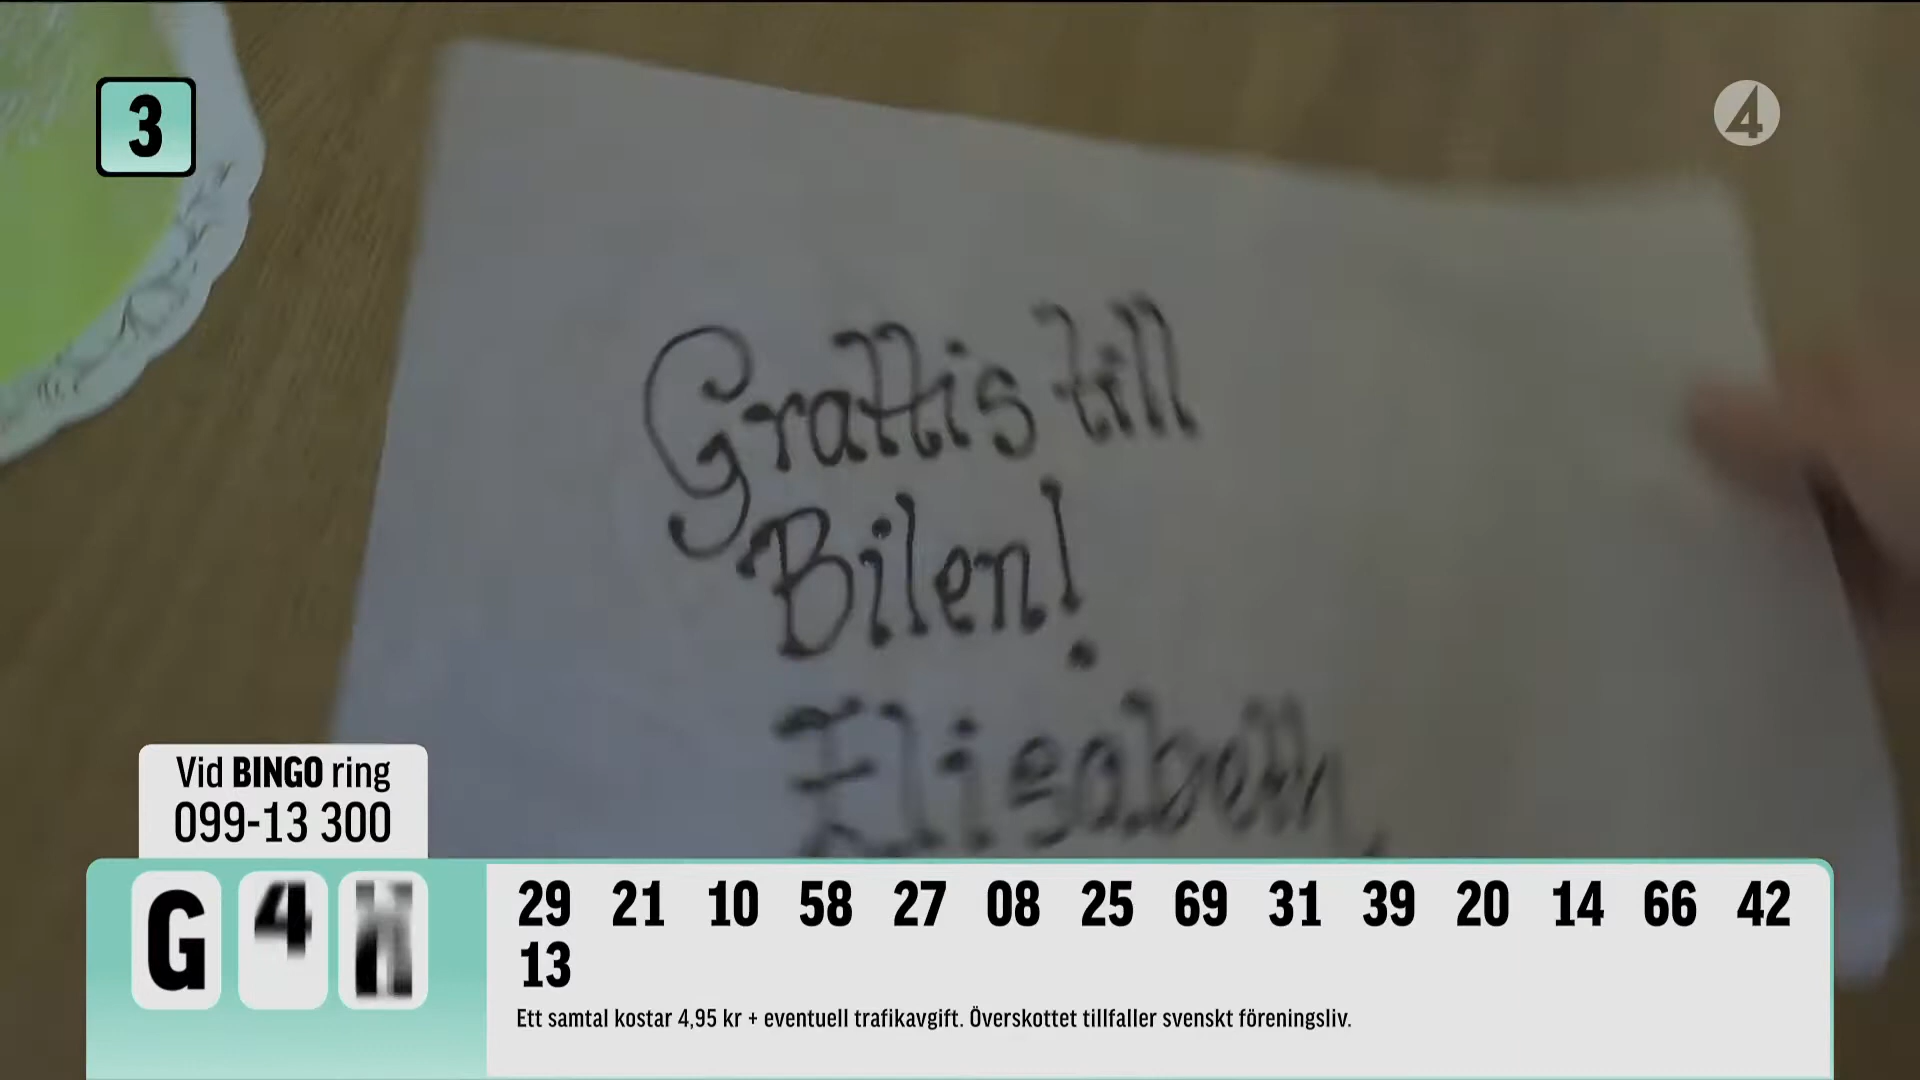 3
4
Grattis till
Bilen!
Elisabeth
Vid BINGO ring
099-13 300
G 4
29 21 10 58 27 08 25 69 31 39 20 14 66 42
13
Ett samtal kostar 4,95 kr + eventuell trafikavgift. Överskottet tillfaller svenskt föreningsliv.